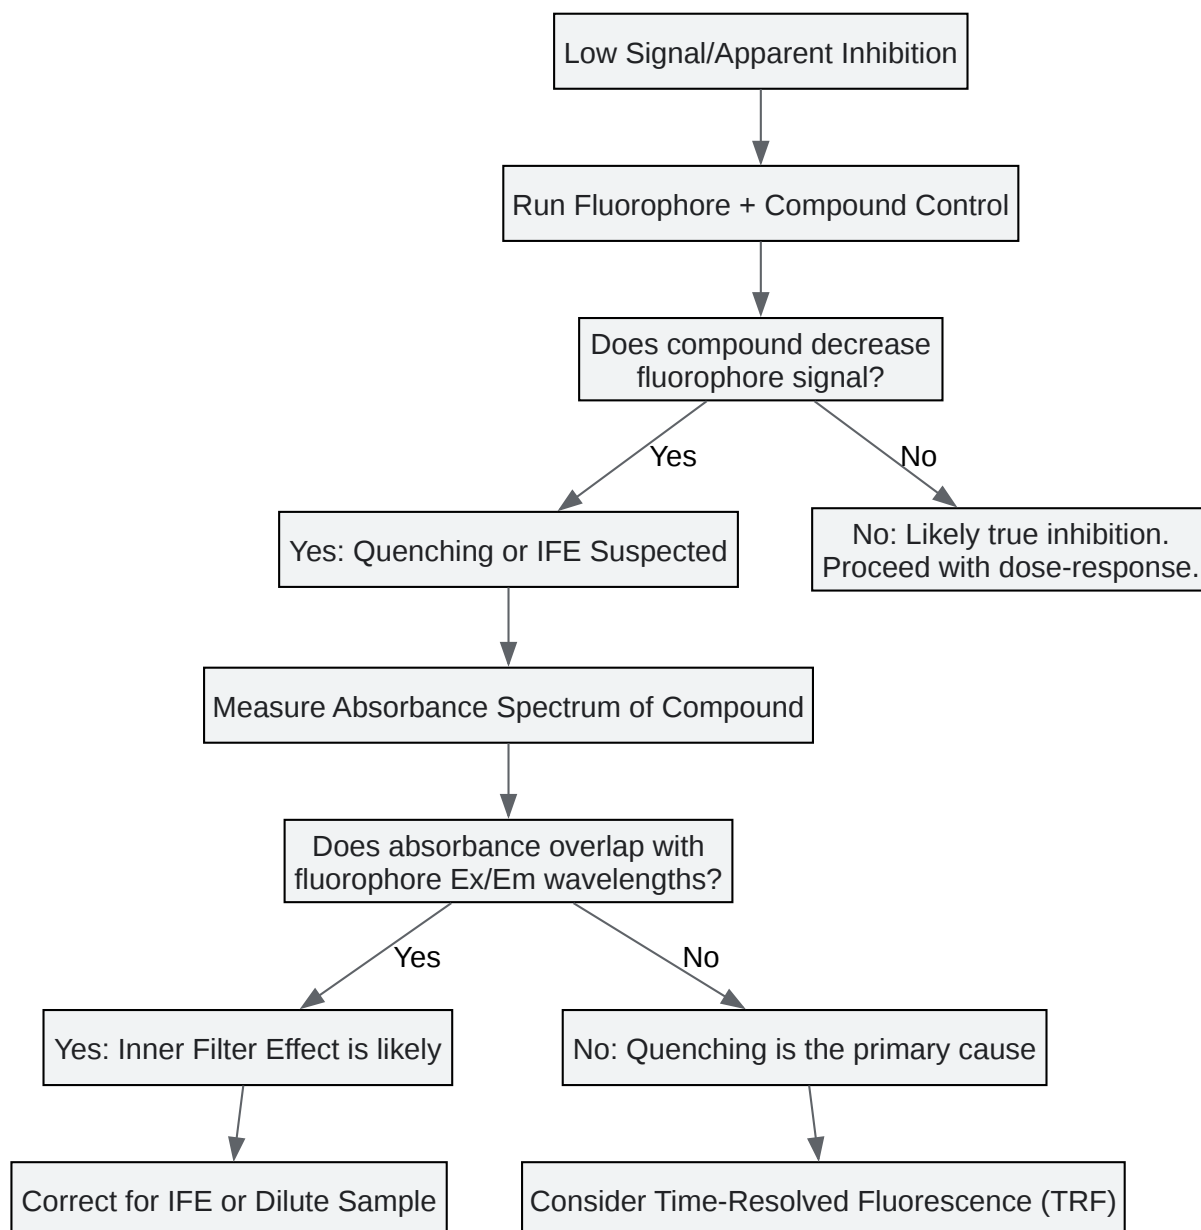 Low Signal/Apparent Inhibition
Run Fluorophore + Compound Control
Does compound decrease
fluorophore signal?
Yes
No
Yes: Quenching or IFE Suspected
No: Likely true inhibition.
Proceed with dose-response.
Measure Absorbance Spectrum of Compound
Does absorbance overlap with
fluorophore Ex/Em wavelengths?
Yes
No
Yes: Inner Filter Effect is likely
No: Quenching is the primary cause
Correct for IFE or Dilute Sample
Consider Time-Resolved Fluorescence (TRF)